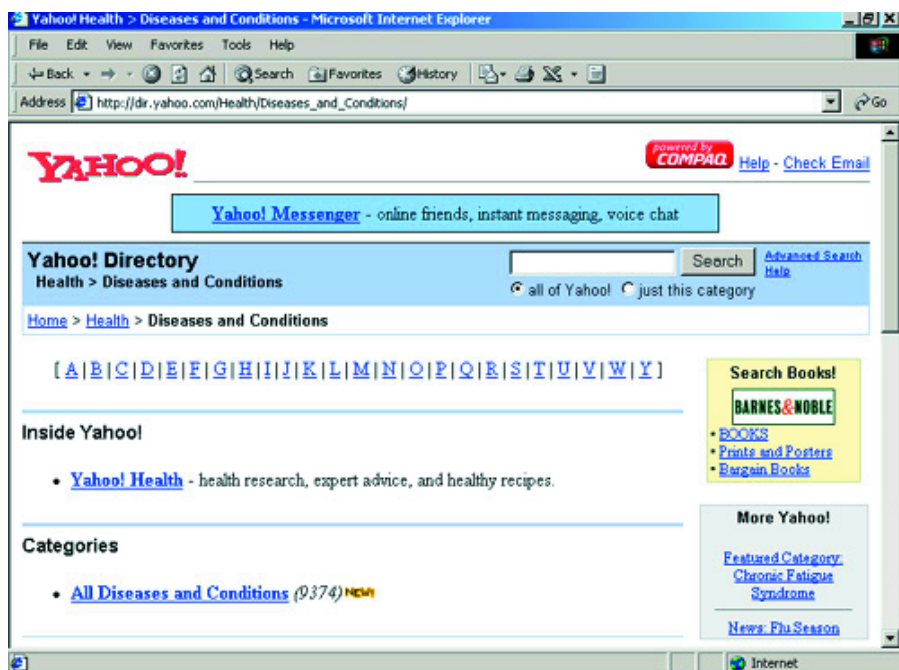 Yahoo! Health > Diseases and Conditions - Microsoft Internet Explorer
File Edit View Favorites Tools Help
Back Search Favorites History
Address http://dir.yahoo.com/Health/Diseases_and_Conditions/ Go
YAHOO!
powered by
COMPAQ
Help - Check Email
Yahoo! Messenger - online friends, instant messaging, voice chat
Yahoo! Directory
Health > Diseases and Conditions
Search
Advanced Search
Help
all of Yahoo! just this category
Home > Health > Diseases and Conditions
[ A | B | C | D | E | F | G | H | I | J | K | L | M | N | O | P | Q | R | S | T | U | V | W | Y ]
Inside Yahoo!
• Yahoo! Health - health research, expert advice, and healthy recipes.
Categories
• All Diseases and Conditions (9374) NEW!
Search Books!
BARNES&NOBLE
• BOOKS
• Prints and Posters
• Bargain Books
More Yahoo!
Featured Category:
Chronic Fatigue
Syndrome
News: Flu Season
Internet